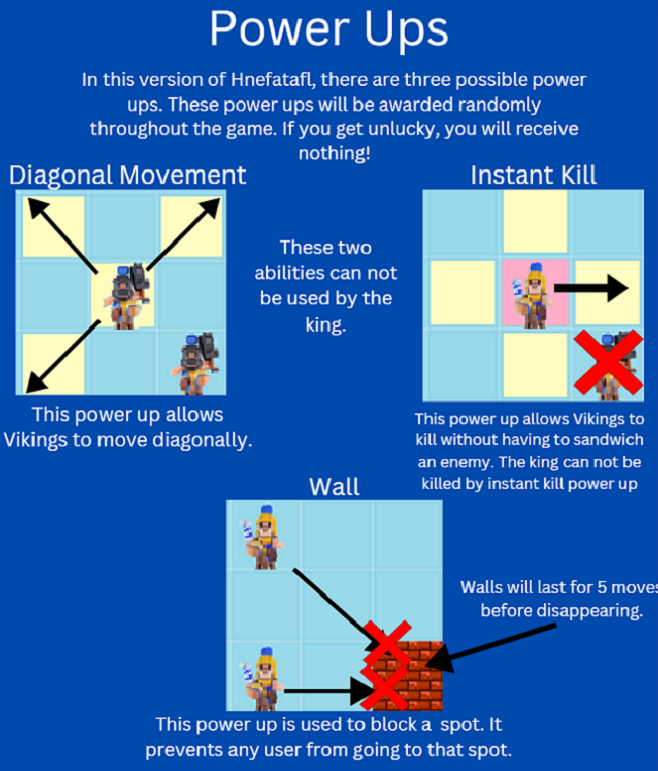 Power Ups
In this version of Hnefatafl, there are three possible power
ups. These power ups will be awarded randomly
throughout the game. If you get unlucky, you will receive
nothing!
Diagonal Movement
This power up allows
Vikings to move diagonally.
These two
abilities can not
be used by the
king.
Instant Kill
This power up allows Vikings to
kill without having to sandwich
an enemy. The king can not be
killed by instant kill power up
Wall
Walls will last for 5 moves
before disappearing.
This power up is used to block a spot. It
prevents any user from going to that spot.